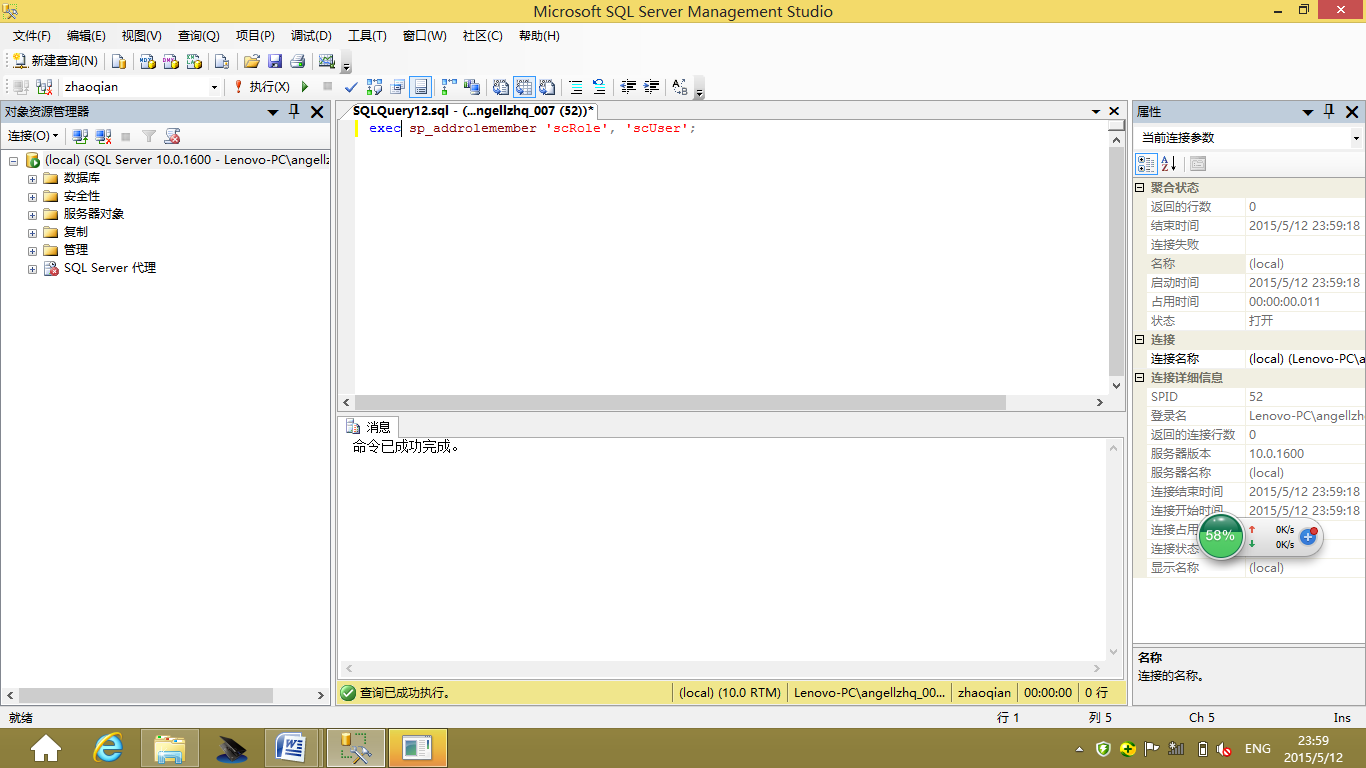 Microsoft SQL Server Management Studio
文件(F) 编辑(E) 视图(V) 查询(Q) 项目(P) 调试(D) 工具(T) 窗口(W) 社区(C) 帮助(H)
新建查询(N)
zhaoqian 执行(X)
对象资源管理器
连接(O)
(local) (SQL Server 10.0.1600 - Lenovo-PC\angellz
数据库
安全性
服务器对象
复制
管理
SQL Server 代理
SQLQuery12.sql - (...ngellzhq_007 (52))*
exec sp_addrolemember 'scRole', 'scUser';
消息
命令已成功完成。
查询已成功执行。 (local) (10.0 RTM) Lenovo-PC\angellzhq_00... zhaoqian 00:00:00 0 行
属性
当前连接参数
聚合状态
返回的行数 0
结束时间 2015/5/12 23:59:18
连接失败
名称 (local)
启动时间 2015/5/12 23:59:18
占用时间 00:00:00.011
状态 打开
连接
连接名称 (local) (Lenovo-PC\a
连接详细信息
SPID 52
登录名 Lenovo-PC\angellzh
返回的连接行数 0
服务器版本 10.0.1600
服务器名称 (local)
连接结束时间 2015/5/12 23:59:18
连接开始时间 2015/5/12 23:59:18
连接占用
连接状态
显示名称 (local)
58% 0K/s
0K/s
名称
连接的名称。
就绪 行 1 列 5 Ch 5 Ins
ENG 23:59
2015/5/12